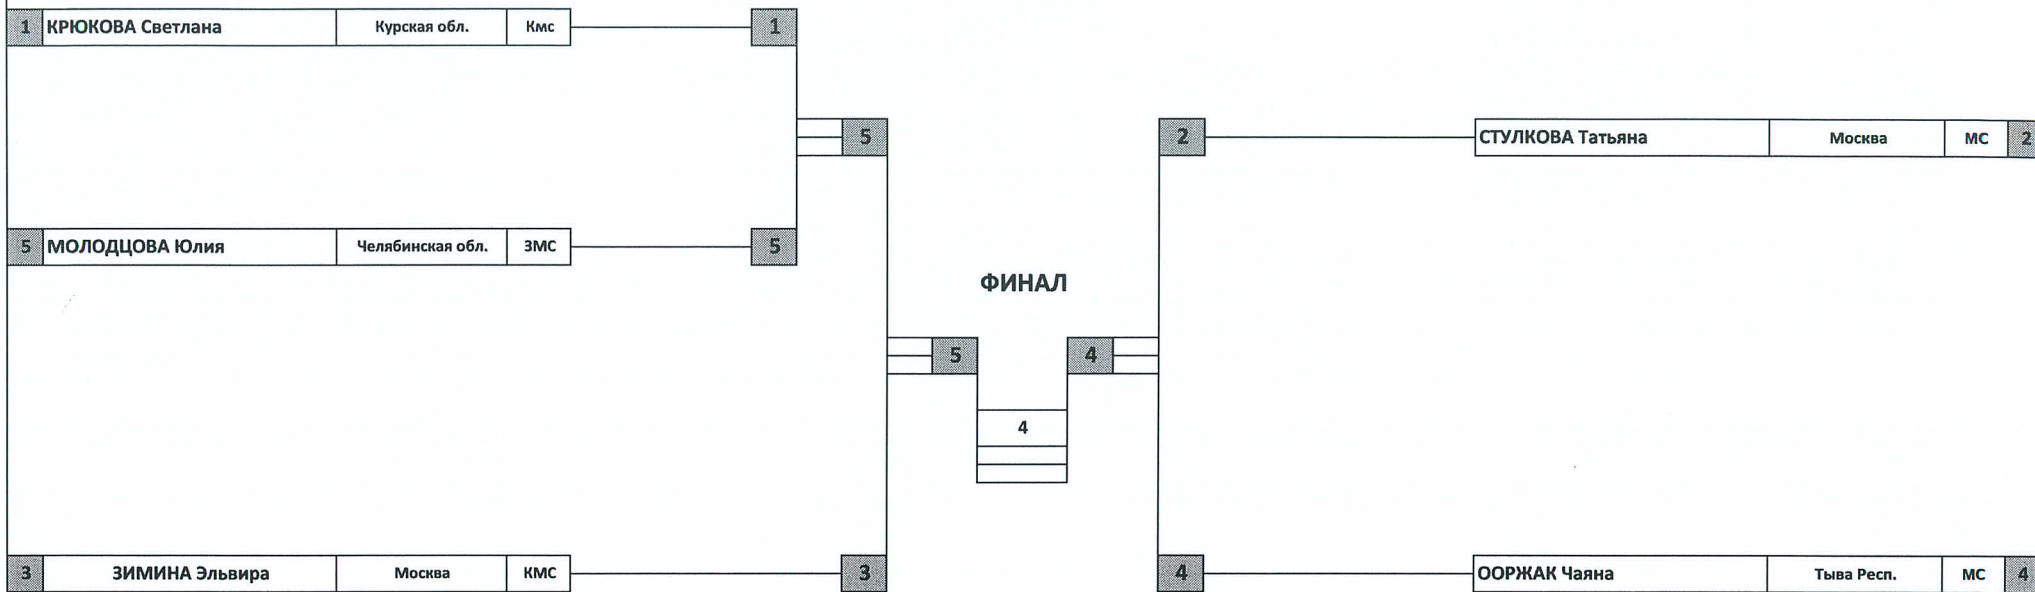 1 КРЮКОВА Светлана Курская обл. Кмс 1
5 2 СТУЛКОВА Татьяна Москва МС 2
5 МОЛОДЦОВА Юлия Челябинская обл. ЗМС 5
ФИНАЛ
5 4
4
3 ЗИМИНА Эльвира Москва КМС 3 4 ООРЖАК Чаяна Тыва Респ. МС 4